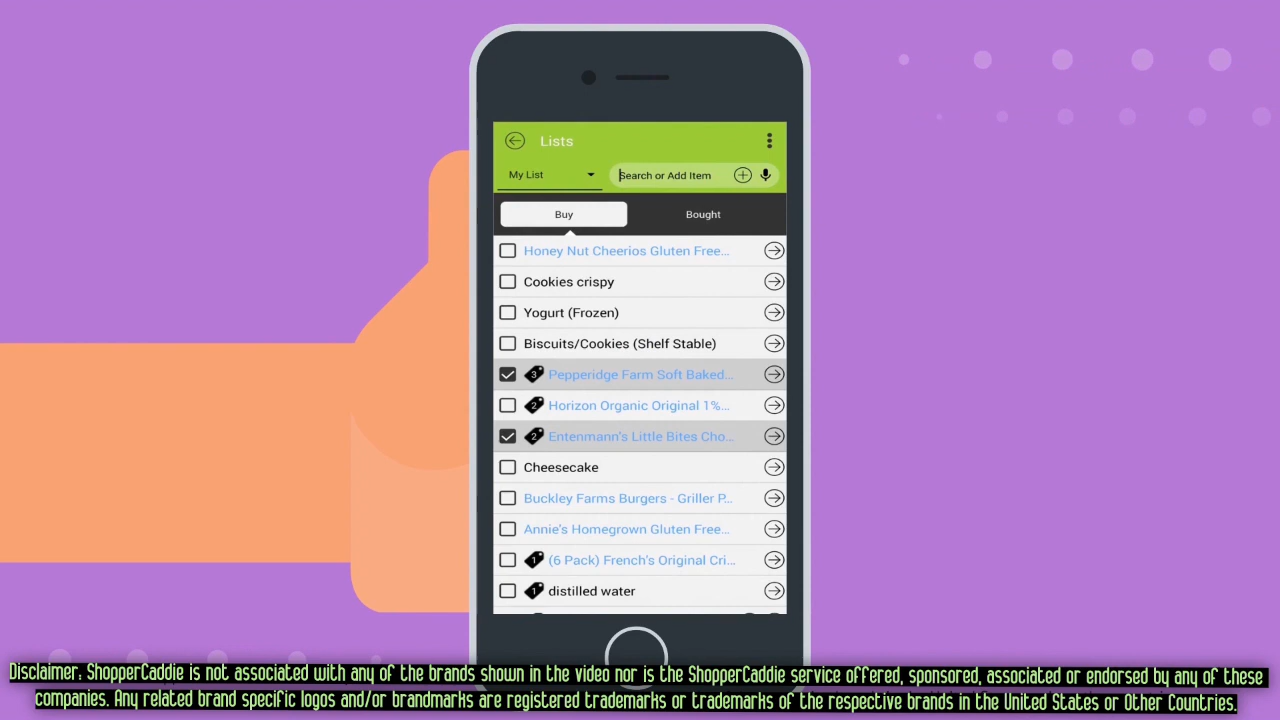 Lists
My List
Search or Add Item
Buy
Bought
Honey Nut Cheerios Gluten Free...
Cookies crispy
Yogurt (Frozen)
Biscuits/Cookies (Shelf Stable)
3 Pepperidge Farm Soft Baked...
2 Horizon Organic Original 1%...
2 Entenmann's Little Bites Cho...
Cheesecake
Buckley Farms Burgers - Griller P...
Annie's Homegrown Gluten Free...
1 (6 Pack) French's Original Cri...
1 distilled water
Disclaimer: ShopperCaddie is not associated with any of the brands shown in the video nor is the ShopperCaddie service offered, sponsored, associated or endorsed by any of these
companies. Any related brand specific logos and/or brandmarks are registered trademarks or trademarks of the respective brands in the United States or Other Countries.